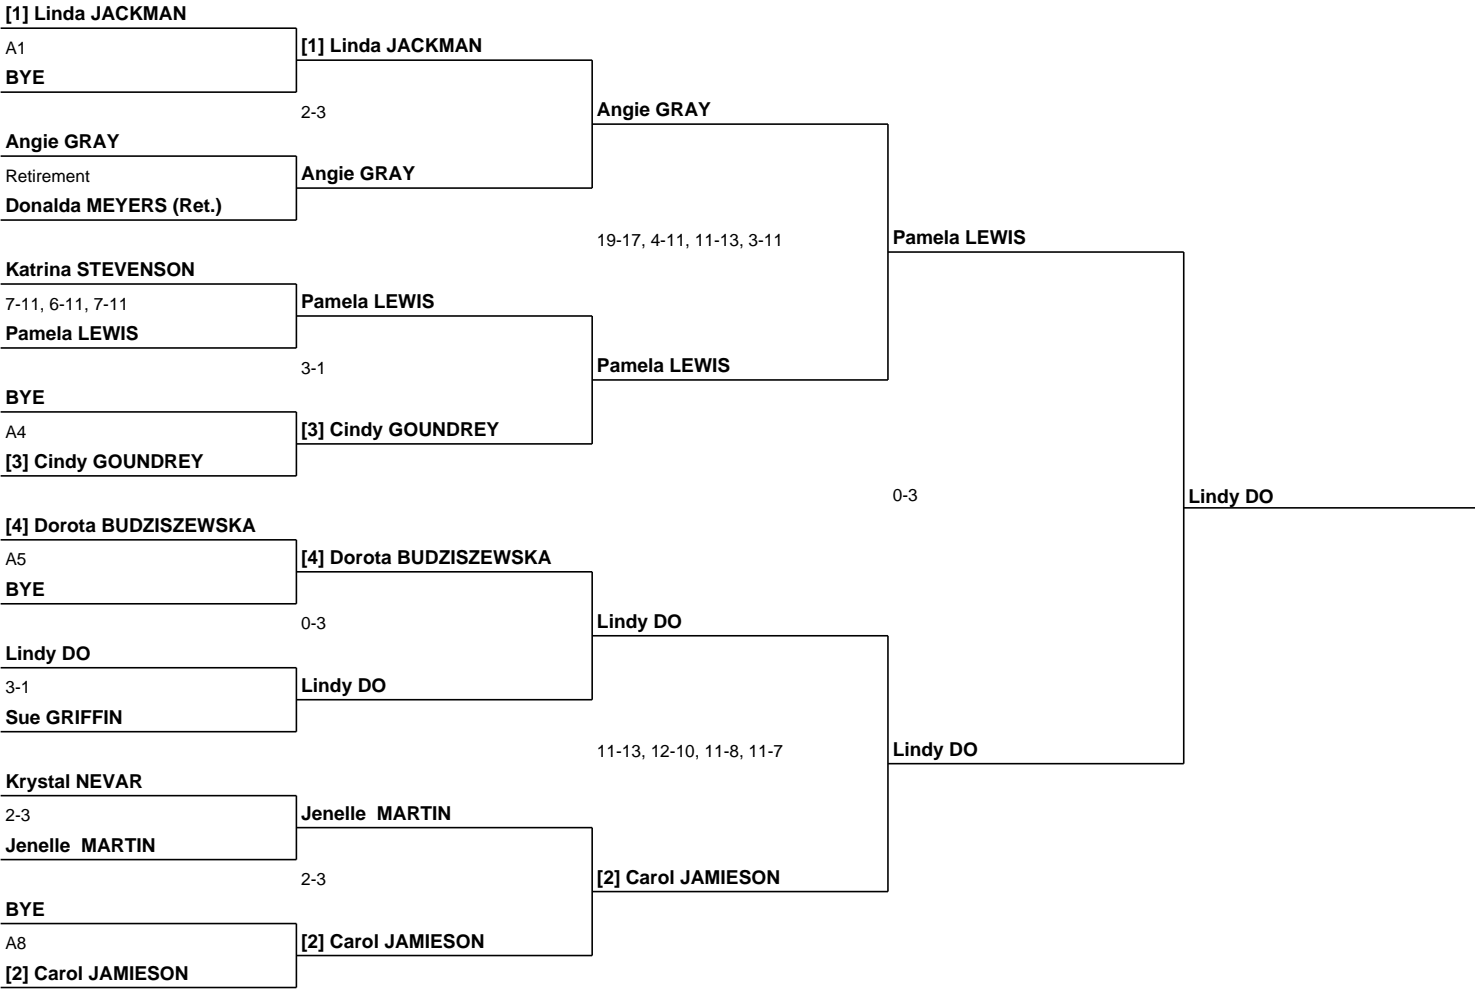 [1] Linda JACKMAN
A1
BYE
Angie GRAY
Retirement
Donalda MEYERS (Ret.)
Katrina STEVENSON
7-11, 6-11, 7-11
Pamela LEWIS
BYE
A4
[3] Cindy GOUNDREY
[4] Dorota BUDZISZEWSKA
A5
BYE
Lindy DO
3-1
Sue GRIFFIN
Krystal NEVAR
2-3
Jenelle  MARTIN
BYE
A8
[2] Carol JAMIESON
[1] Linda JACKMAN
2-3
Angie GRAY
Pamela LEWIS
3-1
[3] Cindy GOUNDREY
[4] Dorota BUDZISZEWSKA
0-3
Lindy DO
Jenelle  MARTIN
2-3
[2] Carol JAMIESON
Angie GRAY
19-17, 4-11, 11-13, 3-11
Pamela LEWIS
Lindy DO
11-13, 12-10, 11-8, 11-7
[2] Carol JAMIESON
Pamela LEWIS
0-3
Lindy DO
Lindy DO